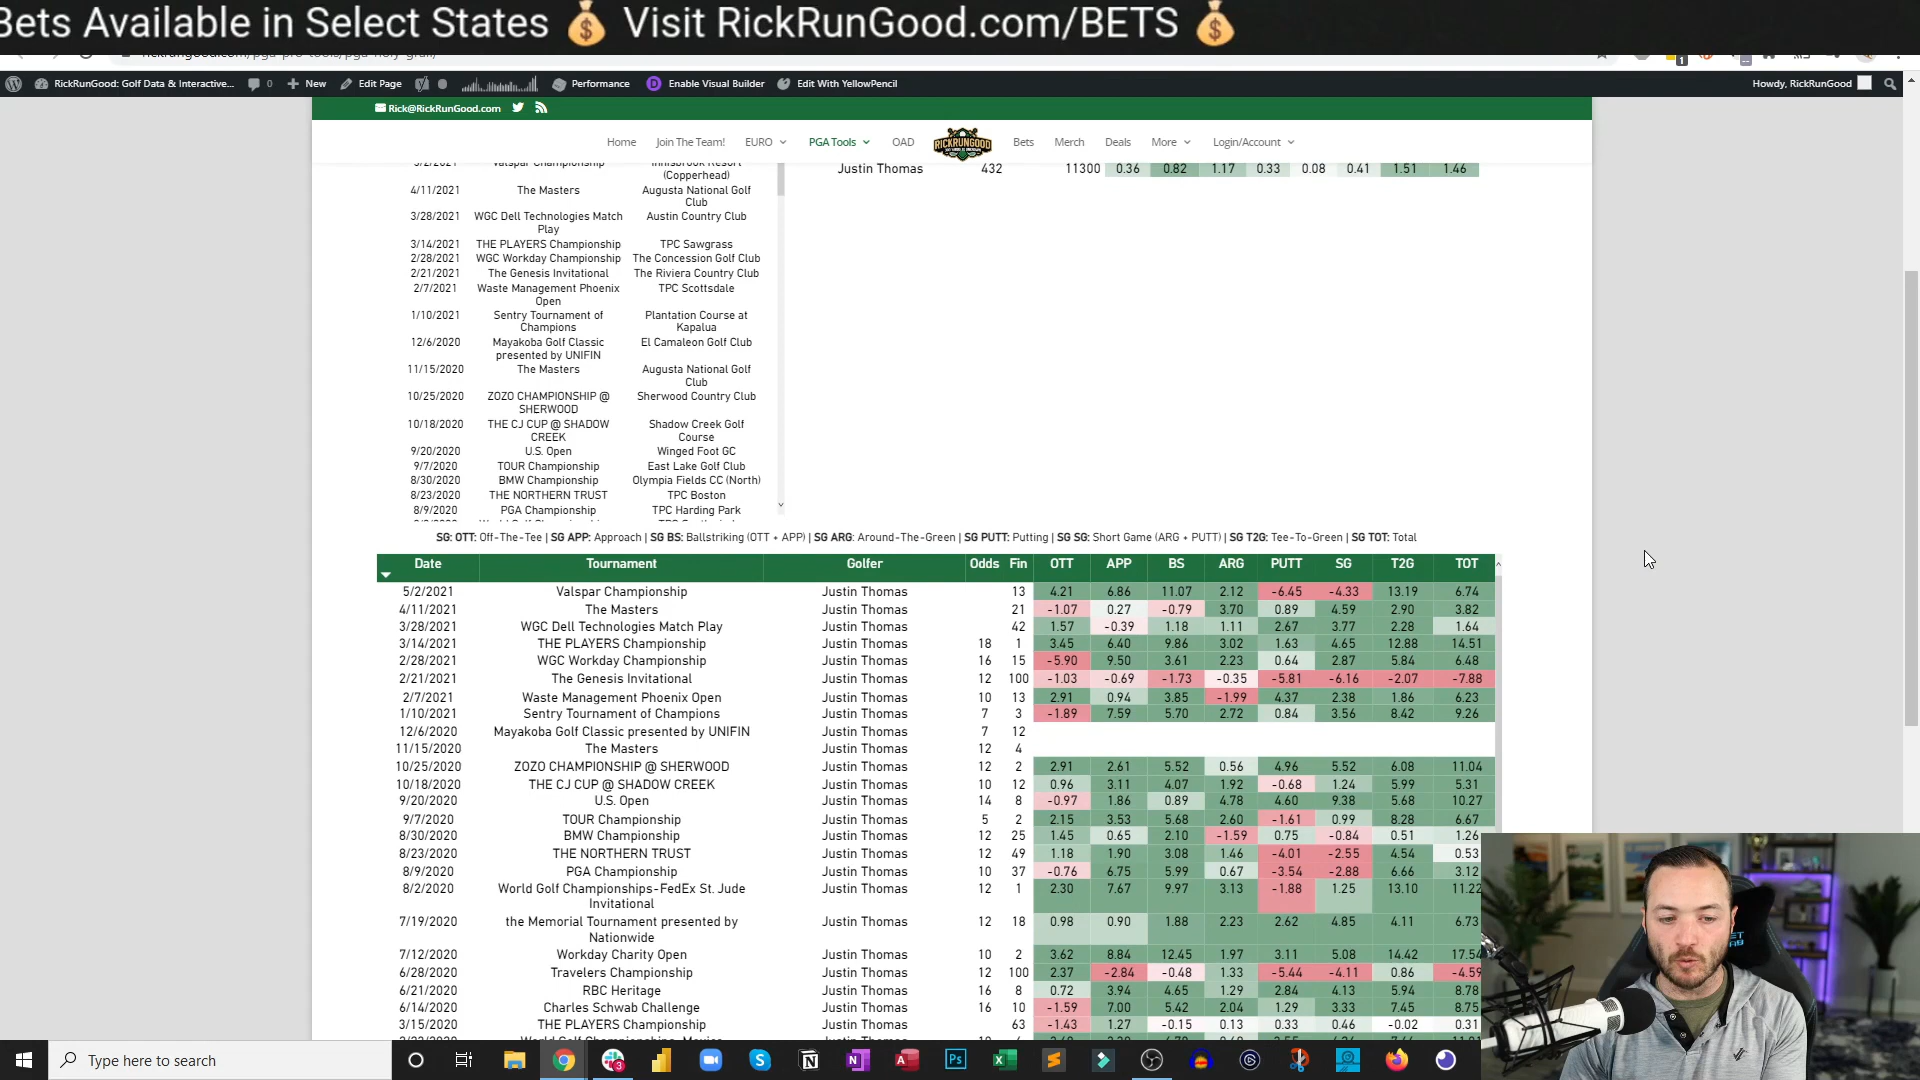 Bets Available in Select States 💰 Visit RickRunGood.com/BETS 💰
RickRunGood: Golf Data & Interactive... 0 New Edit Page Performance Enable Visual Builder Edit With YellowPencil Howdy, RickRunGood
Rick@RickRunGood.com
Home Join The Team! EURO PGA Tools OAD RICKRUNGOOD Bets Merch Deals More Login/Account
Justin Thomas 432 11300 0.36 0.82 1.17 0.33 0.08 0.41 1.51 1.46
5/2/2021 Valspar Championship Innisbrook Resort
(Copperhead)
4/11/2021 The Masters Augusta National Golf
Club
3/28/2021 WGC Dell Technologies Match Austin Country Club
Play
3/14/2021 THE PLAYERS Championship TPC Sawgrass
2/28/2021 WGC Workday Championship The Concession Golf Club
2/21/2021 The Genesis Invitational The Riviera Country Club
2/7/2021 Waste Management Phoenix TPC Scottsdale
Open
1/10/2021 Sentry Tournament of Plantation Course at
Champions Kapalua
12/6/2020 Mayakoba Golf Classic El Camaleon Golf Club
presented by UNIFIN
11/15/2020 The Masters Augusta National Golf
Club
10/25/2020 ZOZO CHAMPIONSHIP @ Sherwood Country Club
SHERWOOD
10/18/2020 THE CJ CUP @ SHADOW Shadow Creek Golf
CREEK Course
9/20/2020 U.S. Open Winged Foot GC
9/7/2020 TOUR Championship East Lake Golf Club
8/30/2020 BMW Championship Olympia Fields CC (North)
8/23/2020 THE NORTHERN TRUST TPC Boston
8/9/2020 PGA Championship TPC Harding Park
SG: OTT: Off-The-Tee | SG APP: Approach | SG BS: Ballstriking (OTT + APP) | SG ARG: Around-The-Green | SG PUTT: Putting | SG SG: Short Game (ARG + PUTT) | SG T2G: Tee-To-Green | SG TOT: Total
Date Tournament Golfer Odds Fin OTT APP BS ARG PUTT SG T2G TOT
5/2/2021 Valspar Championship Justin Thomas 13 4.21 6.86 11.07 2.12 -6.45 -4.33 13.19 6.74
4/11/2021 The Masters Justin Thomas 21 -1.07 0.27 -0.79 3.70 0.89 4.59 2.90 3.82
3/28/2021 WGC Dell Technologies Match Play Justin Thomas 42 1.57 -0.39 1.18 1.11 2.67 3.77 2.28 1.64
3/14/2021 THE PLAYERS Championship Justin Thomas 18 1 3.45 6.40 9.86 3.02 1.63 4.65 12.88 14.51
2/28/2021 WGC Workday Championship Justin Thomas 16 15 -5.90 9.50 3.61 2.23 0.64 2.87 5.84 6.48
2/21/2021 The Genesis Invitational Justin Thomas 12 100 -1.03 -0.69 -1.73 -0.35 -5.81 -6.16 -2.07 -7.88
2/7/2021 Waste Management Phoenix Open Justin Thomas 10 13 2.91 0.94 3.85 -1.99 4.37 2.38 1.86 6.23
1/10/2021 Sentry Tournament of Champions Justin Thomas 7 3 -1.89 7.59 5.70 2.72 0.84 3.56 8.42 9.26
12/6/2020 Mayakoba Golf Classic presented by UNIFIN Justin Thomas 7 12
11/15/2020 The Masters Justin Thomas 12 4
10/25/2020 ZOZO CHAMPIONSHIP @ SHERWOOD Justin Thomas 12 2 2.91 2.61 5.52 0.56 4.96 5.52 6.08 11.04
10/18/2020 THE CJ CUP @ SHADOW CREEK Justin Thomas 10 12 0.96 3.11 4.07 1.92 -0.68 1.24 5.99 5.31
9/20/2020 U.S. Open Justin Thomas 14 8 -0.97 1.86 0.89 4.78 4.60 9.38 5.68 10.27
9/7/2020 TOUR Championship Justin Thomas 5 2 2.15 3.53 5.68 2.60 -1.61 0.99 8.28 6.67
8/30/2020 BMW Championship Justin Thomas 12 25 1.45 0.65 2.10 -1.59 0.75 -0.84 0.51 1.26
8/23/2020 THE NORTHERN TRUST Justin Thomas 12 49 1.18 1.90 3.08 1.46 -4.01 -2.55 4.54 0.53
8/9/2020 PGA Championship Justin Thomas 10 37 -0.76 6.75 5.99 0.67 -3.54 -2.88 6.66 3.12
8/2/2020 World Golf Championships-FedEx St. Jude Justin Thomas 12 1 2.30 7.67 9.97 3.13 -1.88 1.25 13.10 11.22
Invitational
7/19/2020 the Memorial Tournament presented by Justin Thomas 12 18 0.98 0.90 1.88 2.23 2.62 4.85 4.11 6.73
Nationwide
7/12/2020 Workday Charity Open Justin Thomas 10 2 3.62 8.84 12.45 1.97 3.11 5.08 14.42 17.54
6/28/2020 Travelers Championship Justin Thomas 12 100 2.37 -2.84 -0.48 1.33 -5.44 -4.11 0.86 -4.59
6/21/2020 RBC Heritage Justin Thomas 16 8 0.72 3.94 4.65 1.29 2.84 4.13 5.94 8.78
6/14/2020 Charles Schwab Challenge Justin Thomas 16 10 -1.59 7.00 5.42 2.04 1.29 3.33 7.45 8.75
3/15/2020 THE PLAYERS Championship Justin Thomas 63 -1.43 1.27 -0.15 0.13 0.33 0.46 -0.02 0.31
Type here to search